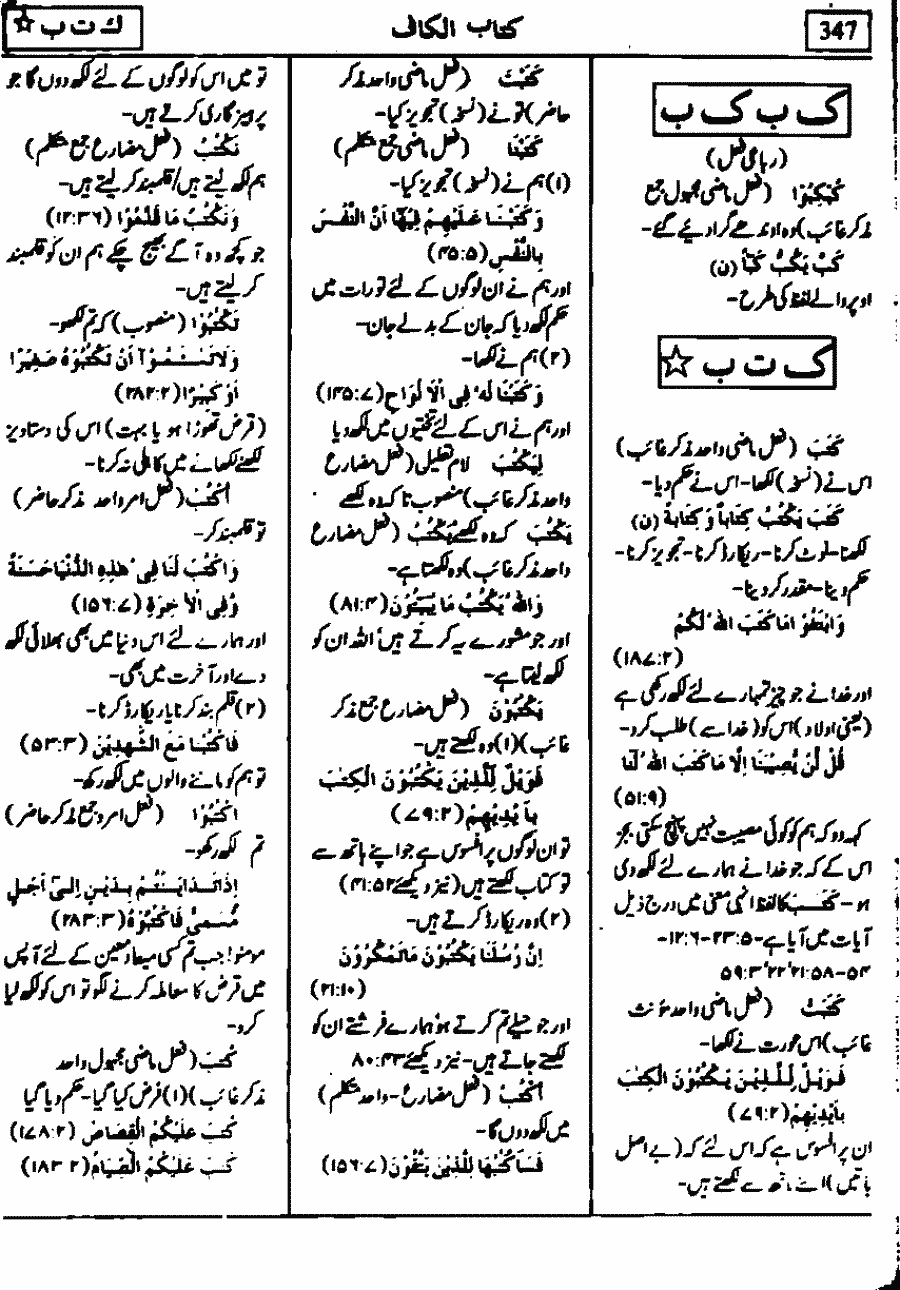 347
کتاب الکاف
ک ت ب ☆
ک ب ک ب
(رباعی فعل)
كُبْكِبُوْا (فعل ماضی مجہول جمع
مذکر غائب) وہ اوندھے گرا دیئے گئے-
كَبَّ يَكُبُّ كَبّاً (ن)
اوپر والے لفظ کی طرح-
ک ت ب ☆
كَتَبَ (فعل ماضی واحد مذکر غائب)
اس نے (نسخہ) لکھا- اس نے حکم دیا-
كَتَبَ يَكْتُبُ كِتَاباً وَ كِتَابةً (ن)
لکھنا- نوٹ کرنا- ریکارڈ کرنا- تجویز کرنا-
حکم دینا- مقدر کر دینا-
وَابْتَغُوْ امَا كَتَبَ اللهُ لَكُمْ
(۱۸۷:۲)
اور خدا نے جو چیز تمہارے لئے لکھ رکھی ہے
(یعنی اولاد) اس کو (خدا سے) طلب کرو-
قُلْ لَنْ يُصِيْبَنَا اِلَّا مَا كَتَبَ اللهُ لَنَا
(۵۱:۹)
کہہ دو کہ ہم کو کوئی مصیبت نہیں پہنچ سکتی بجز
اس کے کہ جو خدا نے ہمارے لئے لکھ دی
ہو- كَتَبَ کا لفظ انہی معنی میں درج ذیل
آیات میں آیا ہے- ۲۳:۵-۱۲:۶-
۵۴-۲۱:۵۸'۲۲'۵۹:۳
كَتَبَتْ (فعل ماضی واحد مؤنث
غائب) اس عورت نے لکھا-
فَوَيْلٌ لِلَّذِيْنَ يَكْتُبُوْنَ الْكِتٰبَ
بِاَيْدِيْهِمْ (۷۹:۲)
ان پر افسوس ہے کہ اس لئے کہ (بے اصل
باتیں) اپنے ہاتھ سے لکھتے ہیں-
كَتَبْتَ (فعل ماضی واحد مذکر
حاضر) تو نے (نسخہ) تجویز کیا-
كَتَبْنَا (فعل ماضی جمع متکلم)
(۱) ہم نے (نسخہ) تجویز کیا-
وَ كَتَبْنَا عَلَيْهِمْ فِيْهَا اَنَّ النَّفْسَ
بِالنَّفْسِ (۴۵:۵)
اور ہم نے ان لوگوں کے لئے تورات میں
حکم لکھ دیا کہ جان کے بدلے جان-
(۲) ہم نے لکھا-
وَ كَتَبْنَا لَهُ فِى الْاَ لْوَاحِ (۱۴۵:۷)
اور ہم نے اس کے لئے تختیوں میں لکھ دیا
لِيَكْتُبَ لام تعلیل (فعل مضارع
واحد مذکر غائب) منصوب تا کہ وہ لکھے
يَكْتُبَ کہ وہ لکھے يَكْتُبُ (فعل مضارع
واحد مذکر غائب) وہ لکھتا ہے-
وَاللهُ يَكْتُبُ مَا يُبَيِّتُوْنَ (۸۱:۴)
اور جو مشورے یہ کرتے ہیں' اللہ ان کو
لکھ لیتا ہے-
يَكْتُبُوْنَ (فعل مضارع جمع مذکر
غائب) (۱) وہ لکھتے ہیں-
فَوَيْلٌ لِّلَّذِيْنَ يَكْتُبُوْنَ الْكِتٰبَ
بِاَ يْدِيْهِمْ (۷۹:۲)
تو ان لوگوں پر افسوس ہے جو اپنے ہاتھ سے
تو کتاب لکھتے ہیں (نیز دیکھئے ۴۱:۵۲)
(۲) وہ ریکارڈ کرتے ہیں-
اِنَّ رُسُلَنَا يَكْتُبُوْنَ مَاتَمْكُرُوْنَ
(۲۱:۱۰)
اور جو حیلے تم کرتے ہو ہمارے فرشتے ان کو
لکھتے جاتے ہیں- نیز دیکھئے ۸۰:۴۳
اَكْتُبُ (فعل مضارع- واحد متکلم)
میں لکھ دوں گا-
فَسَاَ كْتُبُهَا لِلَّذِيْنَ يَتَّقُوْنَ (۱۵۶:۷)
تو میں اس کو لوگوں کے لئے لکھ دوں گا جو
پرہیز گاری کرتے ہیں-
نَكْتُبُ (فعل مضارع جمع متکلم)
ہم لکھ لیتے ہیں/ قلمبند کر لیتے ہیں-
وَ نَكْتُبُ مَا قَدَّمُوْا (۱۲:۳۶)
جو کچھ وہ آگے بھیج چکے ہم ان کو قلمبند
کر لیتے ہیں-
تَكْتُبُوْا (منصوب) کہ تم لکھو-
وَ لَا تَسْئَمُوْآ اَنْ تَكْتُبُوْهُ صَغِيْرًا
اَوْ كَبِيْرًا (۲۸۲:۲)
(قرض تھوڑا ہو یا بہت) اس کی دستاویز
لکھنے لکھانے میں کاہلی نہ کرنا-
اُكْتُبْ (فعل امر واحد مذکر حاضر)
تو قلمبند کر-
وَ اكْتُبْ لَنَا فِى هٰذِهِ الدُّنْيَا حَسَنَةً
وَّفِى الْاٰ خِرَةِ (۱۵۶:۷)
اور ہمارے لئے اس دنیا میں بھی بھلائی لکھ
دے اور آخرت میں بھی-
(۲) قلم بند کرنا یا ریکارڈ کرنا-
فَاكْتُبْنَا مَعَ الشّٰهِدِيْنَ (۵۳:۳)
تو ہم کو ماننے والوں میں لکھ رکھ-
اكْتُبُوْا (فعل امر و جمع مذکر حاضر)
تم لکھ رکھو-
اِذَا تَدَايَنْتُمْ بِدَيْنٍ اِلٰىٓ اَجَلٍ
مُّسَمًّى فَاكْتُبُوْهُ (۲۸۳:۳)
مومنو! جب تم کسی میعاد معین کے لئے آپس
میں قرض کا معاملہ کرنے لگو تو اس کو لکھ لیا
کرو-
كُتِبَ (فعل ماضی مجہول واحد
مذکر غائب) (۱) فرض کیا گیا- حکم دیا گیا
كُتِبَ عَلَيْكُمُ الْقِصَاصُ (۱۷۸:۲)
كُتِبَ عَلَيْكُمُ الْصِّيَامُ (۱۸۳:۲)